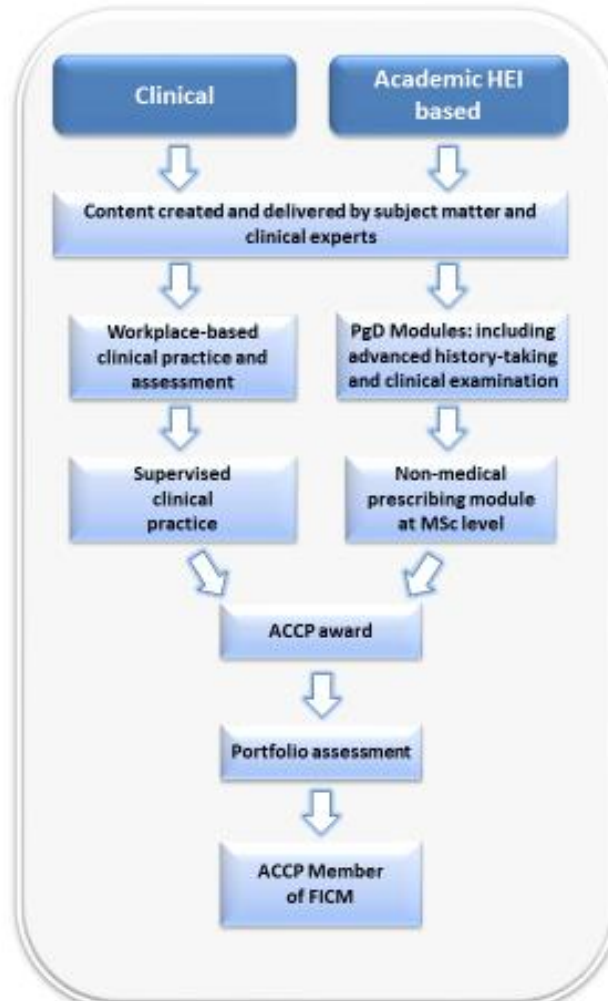 Clinical
Academic HEI
based
Content created and delivered by subject matter and
clinical experts
Workplace-based
clinical practice and
assessment
PgD Modules: including
advanced history-taking
and clinical examination
Supervised
clinical
practice
Non-medical
prescribing module
at MSc level
ACCP award
Portfolio assessment
ACCP Member
of FICM